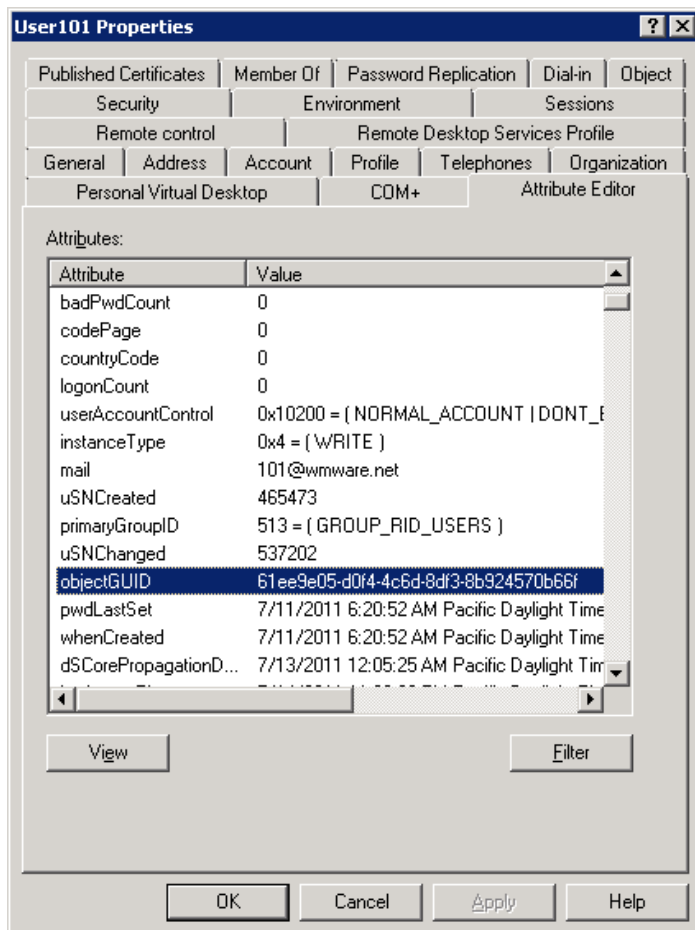 User101 Properties
Published Certificates Member Of Password Replication Dial-in Object
Security Environment Sessions
Remote control Remote Desktop Services Profile
General Address Account Profile Telephones Organization
Personal Virtual Desktop COM+ Attribute Editor
Attributes:
Attribute Value
badPwdCount 0
codePage 0
countryCode 0
logonCount 0
userAccountControl 0x10200 = ( NORMAL_ACCOUNT | DONT_
instanceType 0x4 = ( WRITE )
mail 101@wmware.net
uSNCreated 465473
primaryGroupID 513 = ( GROUP_RID_USERS )
uSNChanged 537202
objectGUID 61ee9e05-d0f4-4c6d-8df3-8b924570b66f
pwdLastSet 7/11/2011 6:20:52 AM Pacific Daylight Time
whenCreated 7/11/2011 6:20:52 AM Pacific Daylight Time
dSCorePropagationD... 7/13/2011 12:05:25 AM Pacific Daylight Tim
View Filter
OK Cancel Apply Help